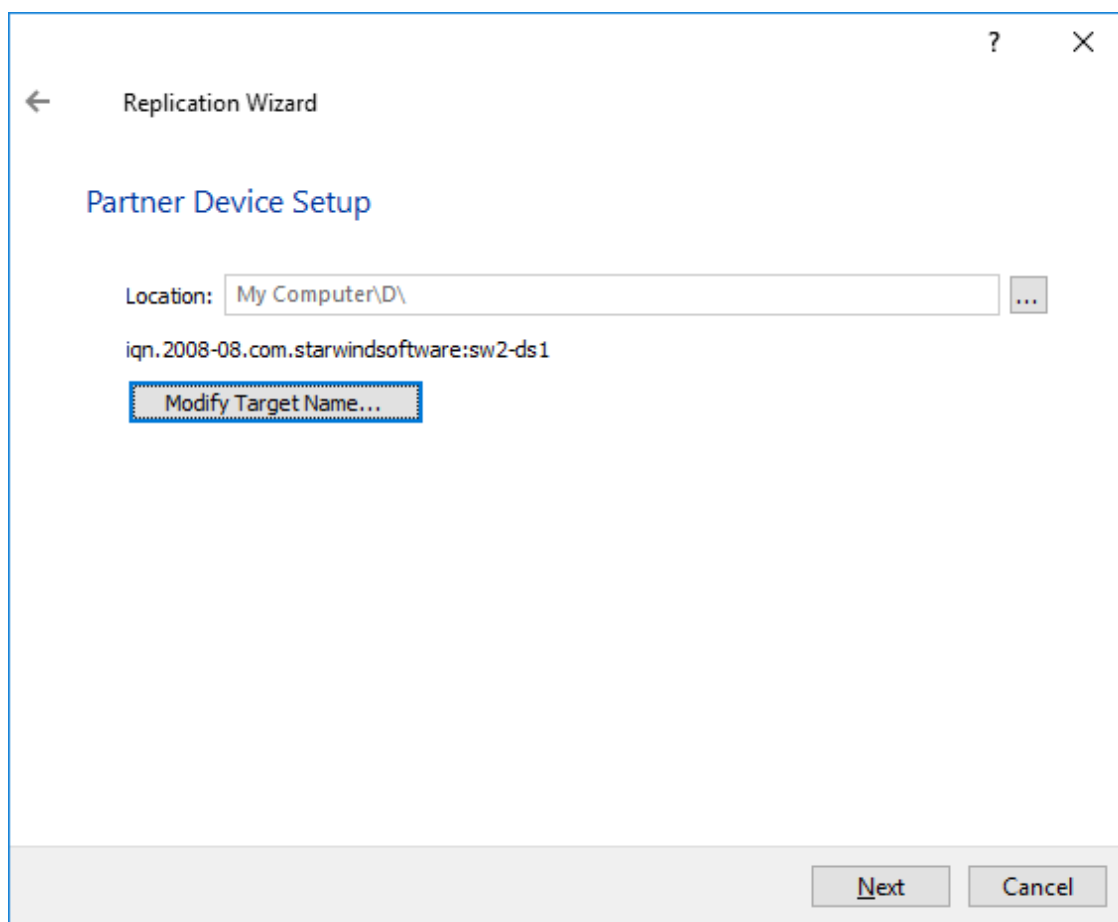 ?
Replication Wizard
Partner Device Setup
Location: My Computer\D\ ...
iqn.2008-08.com.starwindsoftware:sw2-ds1
Modify Target Name...
Next Cancel